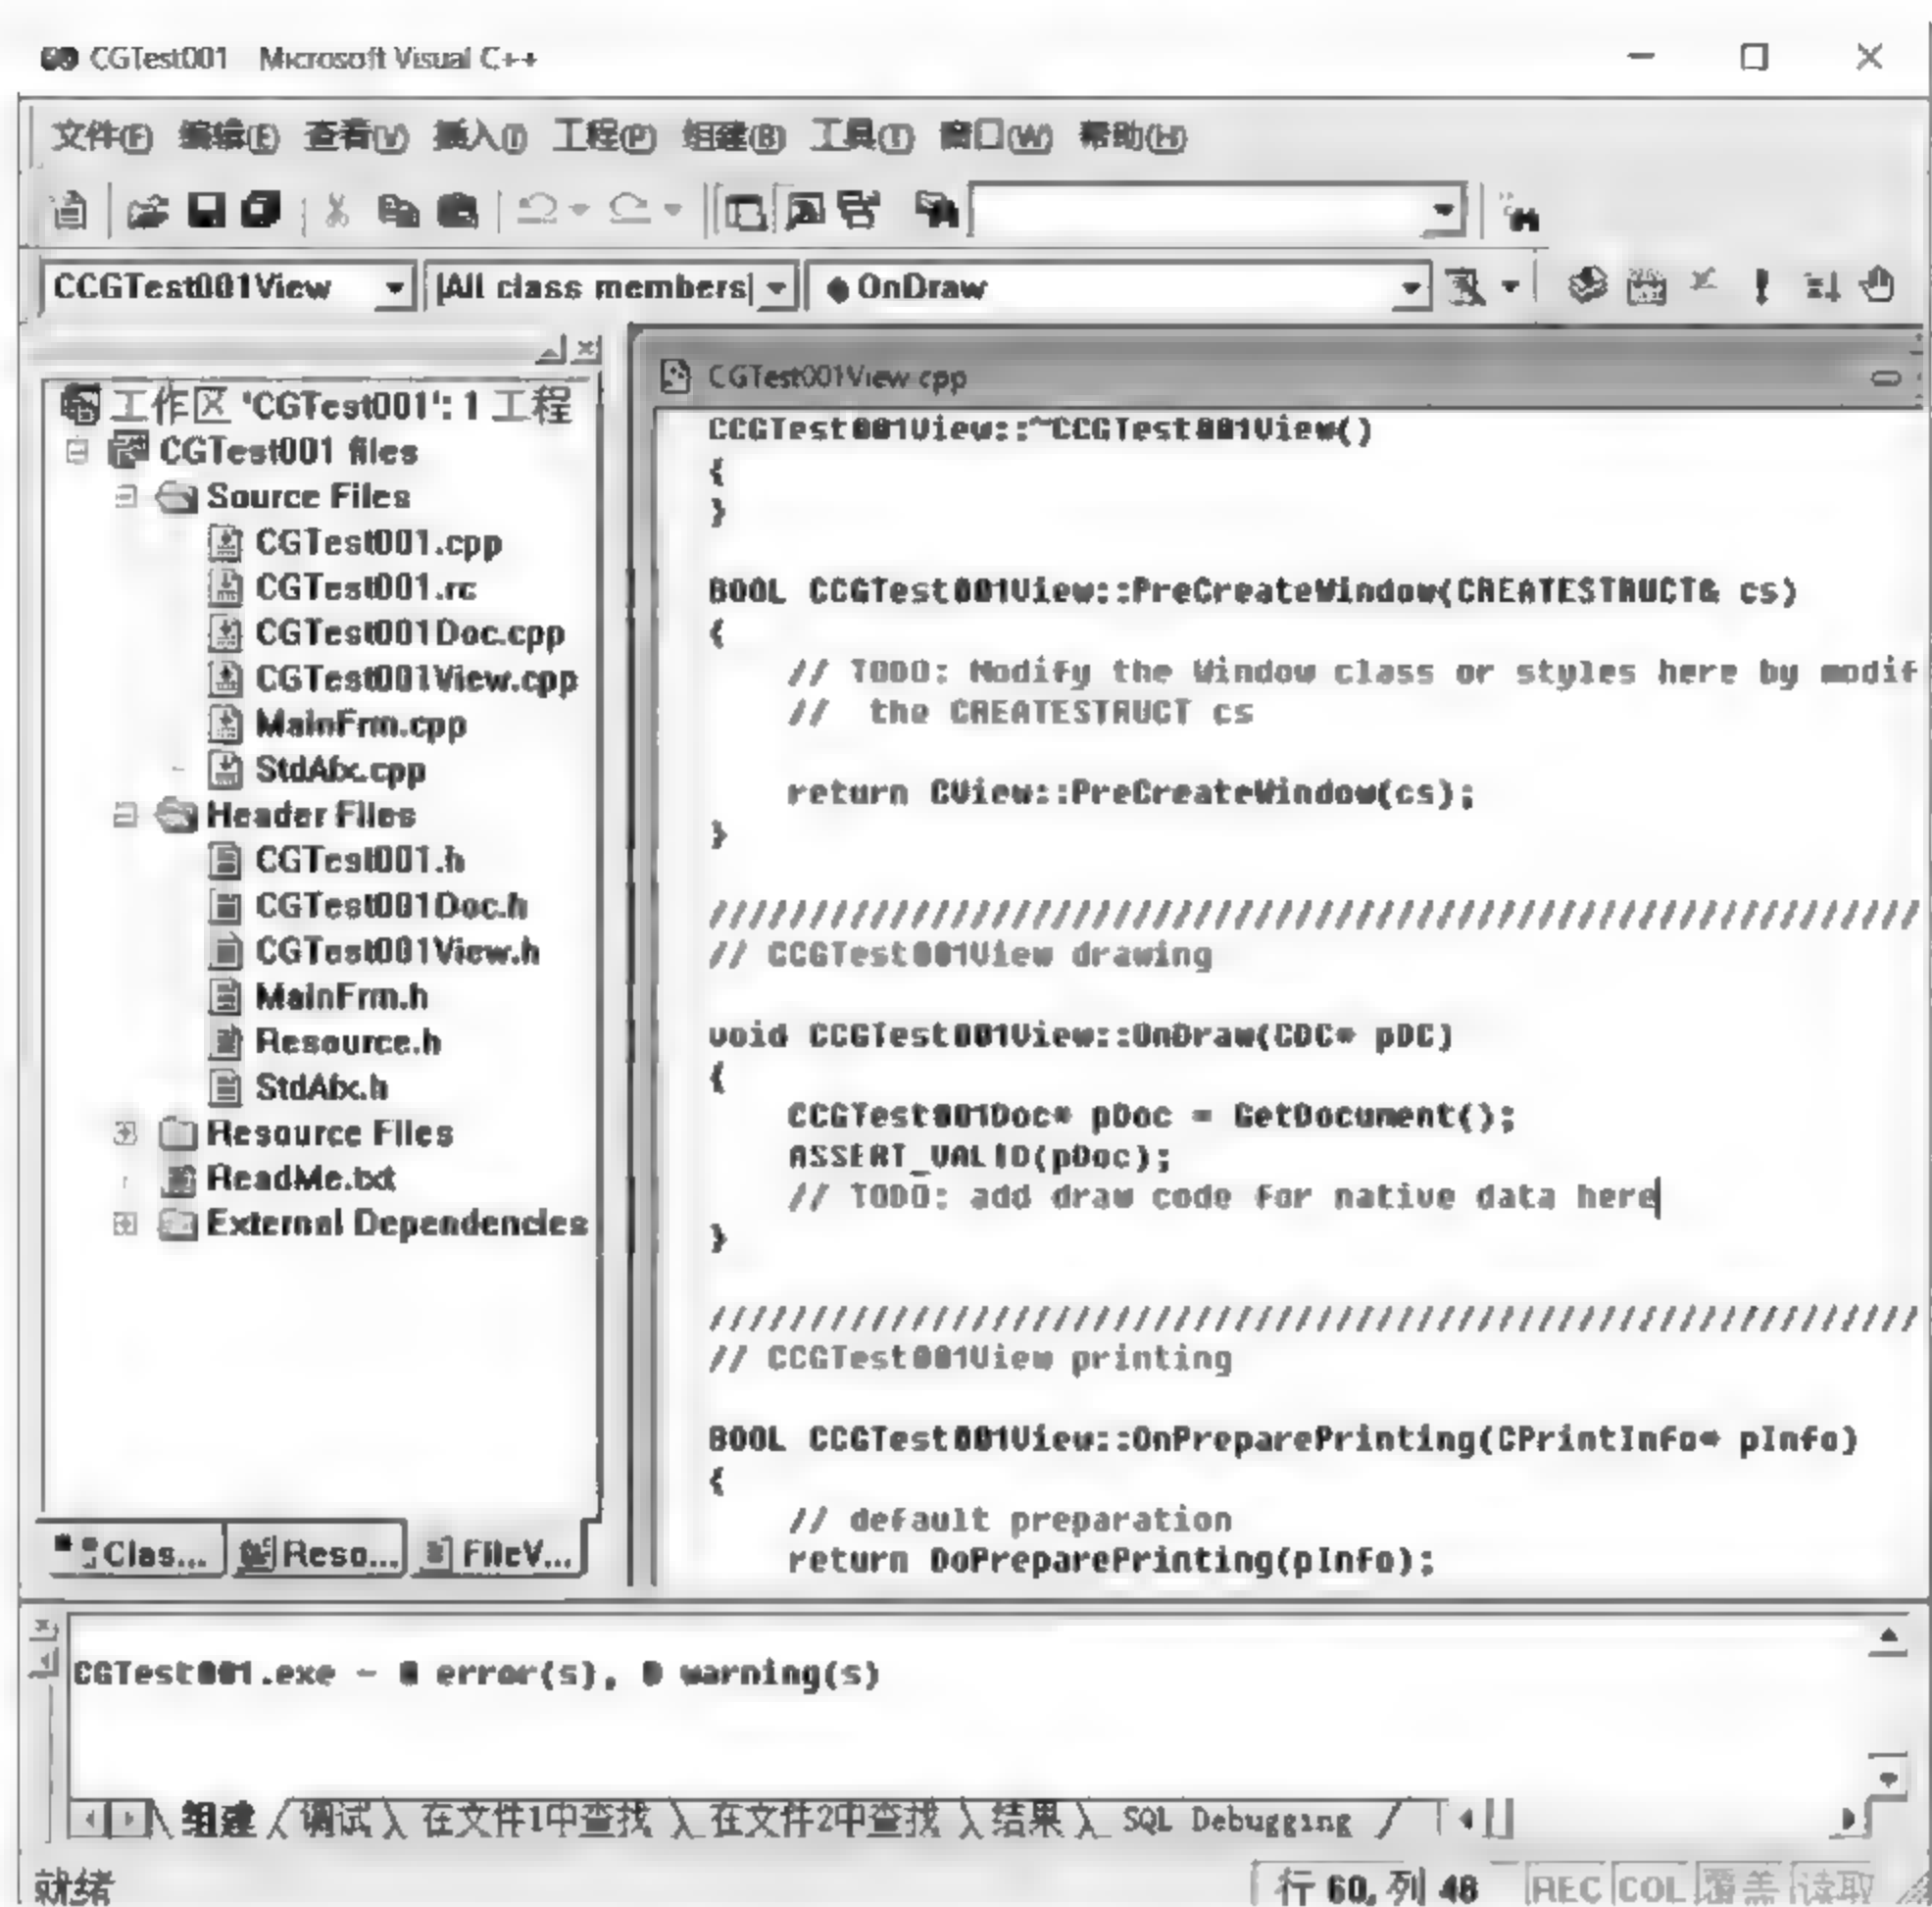 CGTest001 Microsoft Visual C++
文件(F) 编辑(E) 查看(V) 插入(I) 工程(P) 组建(B) 工具(T) 窗口(W) 帮助(H)
CCGTest001View [All class members] OnDraw
工作区 'CGTest001': 1 工程
CGTest001 files
Source Files
CGTest001.cpp
CGTest001.rc
CGTest001Doc.cpp
CGTest001View.cpp
MainFrm.cpp
StdAfx.cpp
Header Files
CGTest001.h
CGTest001Doc.h
CGTest001View.h
MainFrm.h
Resource.h
StdAfx.h
Resource Files
ReadMe.txt
External Dependencies
Clas... Reso... FileV...
CGTest001View.cpp
CCGTest001View::~CCGTest001View()
{
}
BOOL CCGTest001View::PreCreateWindow(CREATESTRUCT& cs)
{
// TODO: Modify the Window class or styles here by modif
// the CREATESTRUCT cs
return CView::PreCreateWindow(cs);
}
/////////////////////////////////////////////////////////////
// CCGTest001View drawing
void CCGTest001View::OnDraw(CDC* pDC)
{
CCGTest001Doc* pDoc = GetDocument();
ASSERT_VALID(pDoc);
// TODO: add draw code for native data here
}
/////////////////////////////////////////////////////////////
// CCGTest001View printing
BOOL CCGTest001View::OnPreparePrinting(CPrintInfo* pInfo)
{
// default preparation
return DoPreparePrinting(pInfo);
CGTest001.exe - 0 error(s), 0 warning(s)
组建 调试 在文件1中查找 在文件2中查找 结果 SQL Debugging
就绪 行 60, 列 48 REC COL 覆盖 读取